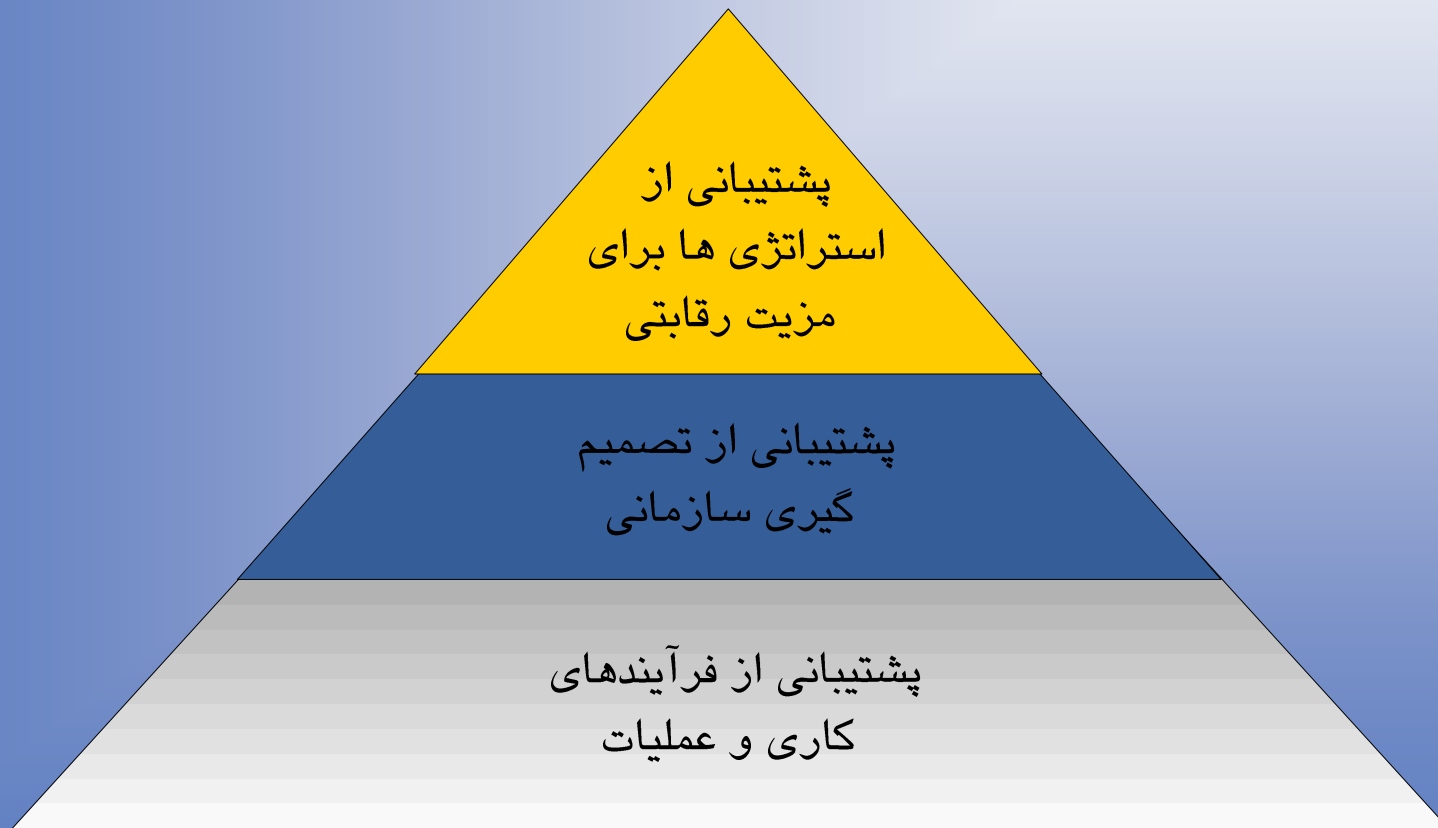 پشتیبانی از
استراتژی ها برای
مزیت رقابتی
پشتیبانی از تصمیم
گیری سازمانی
پشتیبانی از فرآیندهای
کاری و عملیات